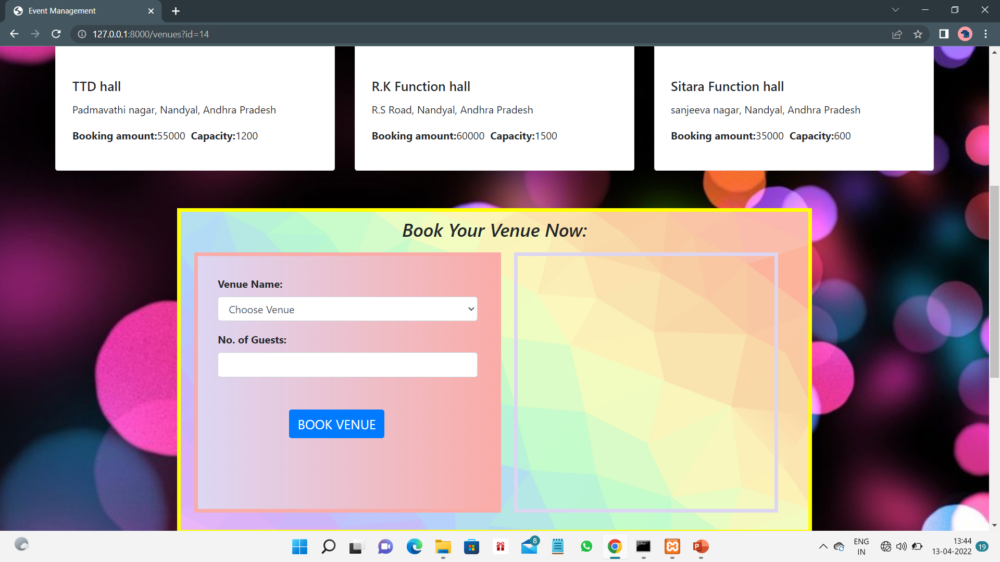 Event Management
127.0.0.1:8000/venues?id=14
TTD hall
Padmavathi nagar, Nandyal, Andhra Pradesh
Booking amount:55000 Capacity:1200
R.K Function hall
R.S Road, Nandyal, Andhra Pradesh
Booking amount:60000 Capacity:1500
Sitara Function hall
sanjeeva nagar, Nandyal, Andhra Pradesh
Booking amount:35000 Capacity:600
Book Your Venue Now:
Venue Name:
Choose Venue
No. of Guests:
BOOK VENUE
8
P
ENG
IN
13:44
13-04-2022
19